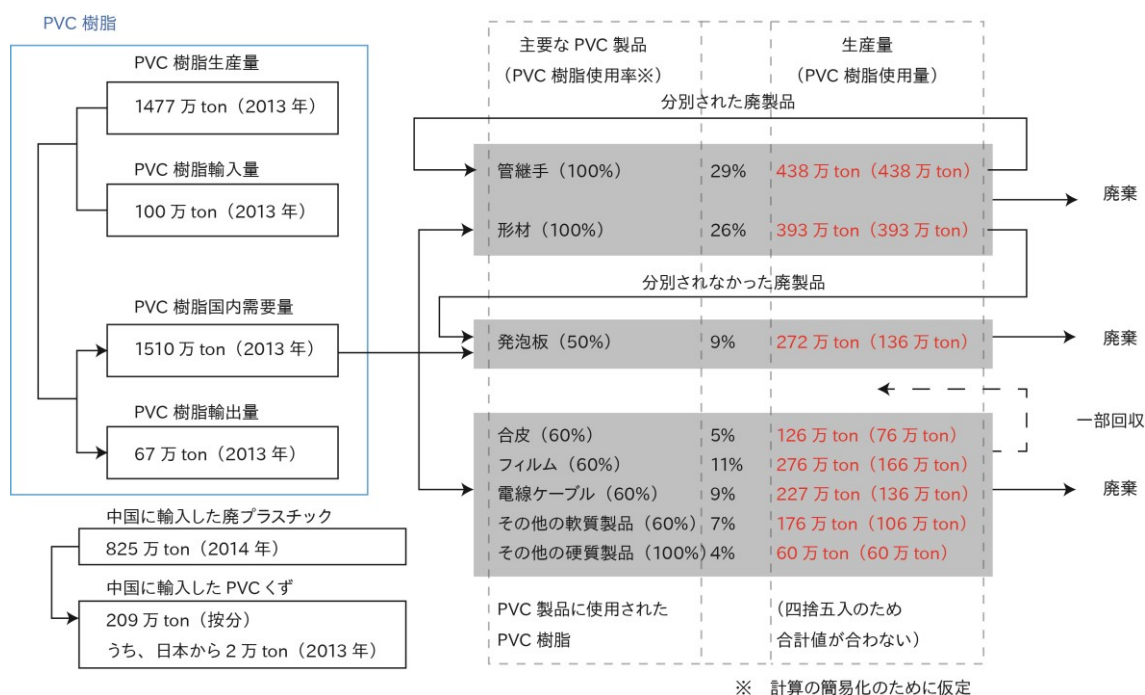 PVC 樹脂
PVC 樹脂生産量
1477 万 ton（2013 年）
PVC 樹脂輸入量
100 万 ton（2013 年）
PVC 樹脂国内需要量
1510 万 ton（2013 年）
PVC 樹脂輸出量
67 万 ton（2013 年）
中国に輸入した廃プラスチック
825 万 ton（2014 年）
中国に輸入した PVC くず
209 万 ton（按分）
うち、日本から 2 万 ton（2013 年）
主要な PVC 製品
（PVC 樹脂使用率※）
生産量
（PVC 樹脂使用量）
分別された廃製品
管継手（100%） 29% 438 万 ton（438 万 ton）
廃棄
形材（100%） 26% 393 万 ton（393 万 ton）
分別されなかった廃製品
発泡板（50%） 9% 272 万 ton（136 万 ton）
廃棄
一部回収
合皮（60%） 5% 126 万 ton（76 万 ton）
フィルム（60%） 11% 276 万 ton（166 万 ton）
電線ケーブル（60%） 9% 227 万 ton（136 万 ton）
廃棄
その他の軟質製品（60%） 7% 176 万 ton（106 万 ton）
その他の硬質製品（100%） 4% 60 万 ton（60 万 ton）
PVC 製品に使用された
PVC 樹脂
（四捨五入のため
合計値が合わない）
※ 計算の簡易化のために仮定